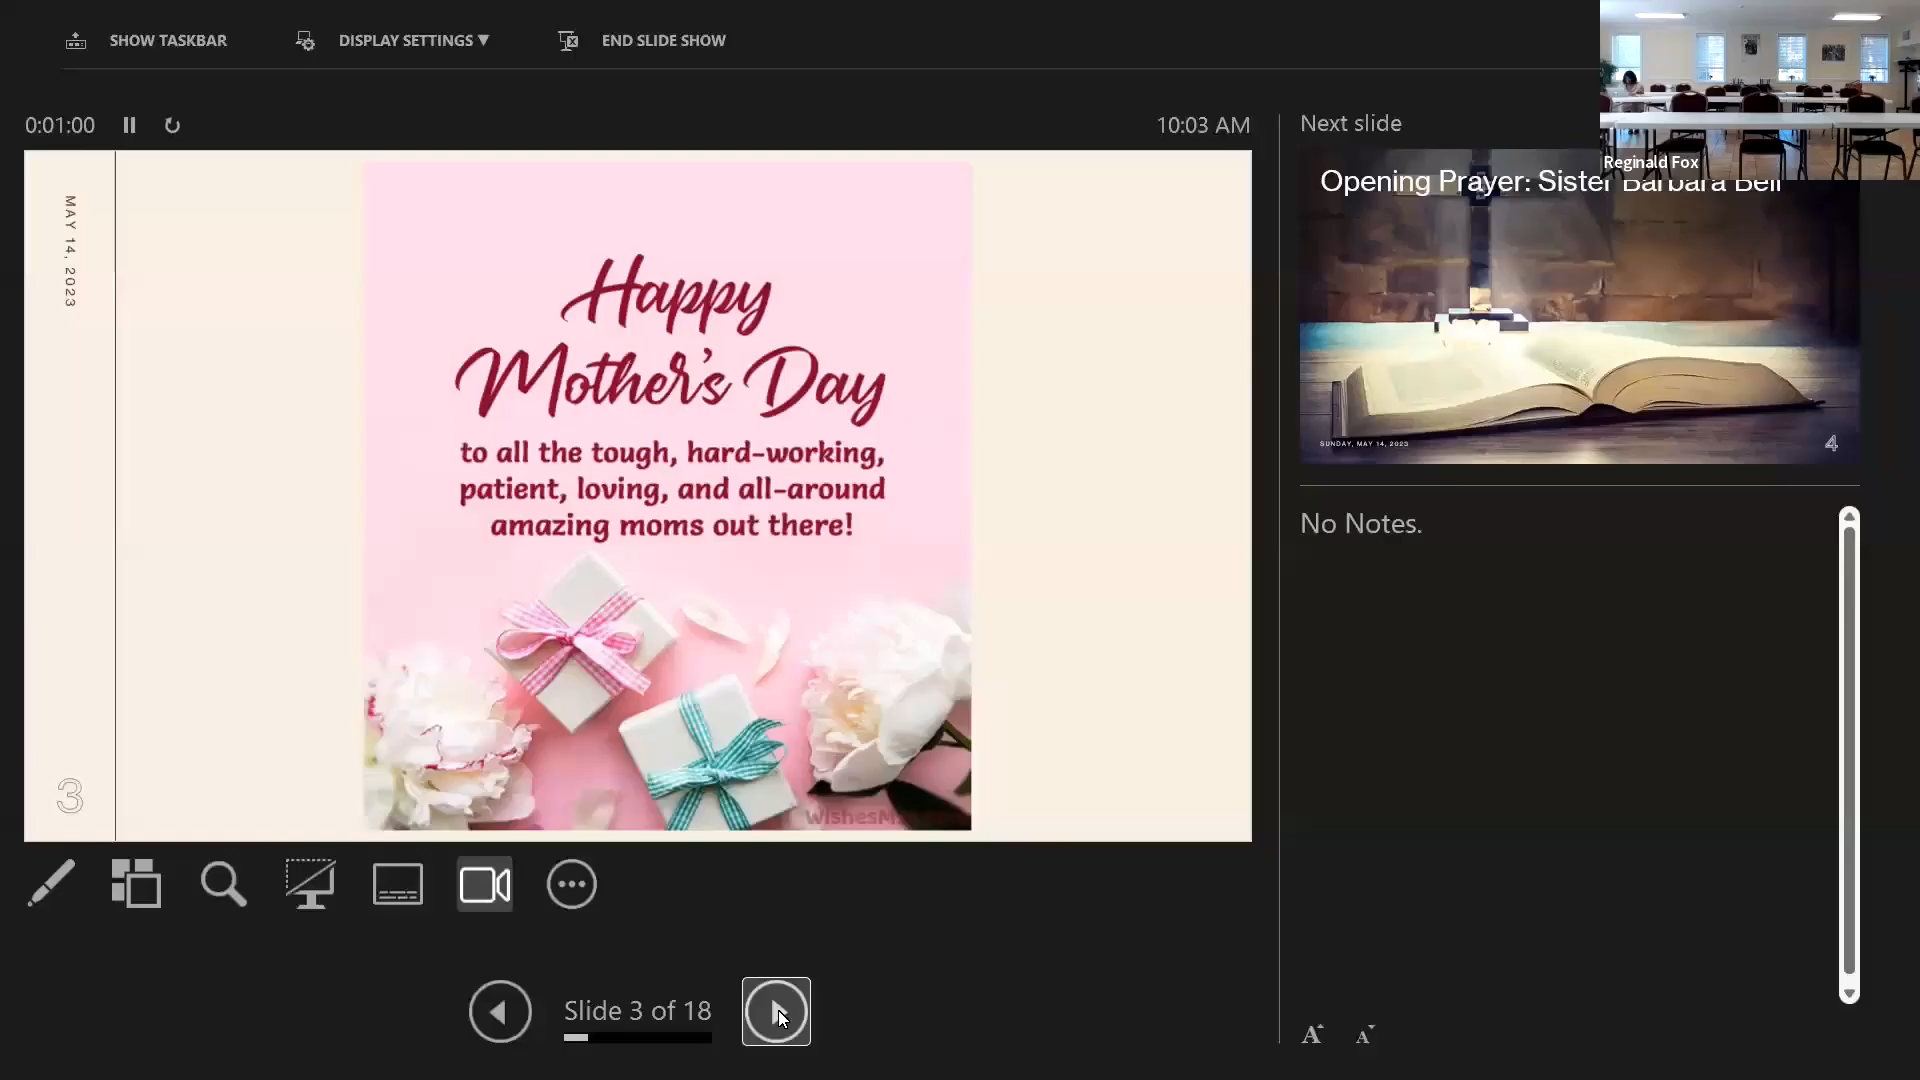 SHOW TASKBAR
DISPLAY SETTINGS ▼
END SLIDE SHOW
0:01:00
10:03 AM
Next slide
Reginald Fox
MAY 14, 2023
Happy
Mother's Day
to all the tough, hard-working,
patient, loving, and all-around
amazing moms out there!
3
Opening Prayer: Sister Barbara Bell
SUNDAY, MAY 14, 2023
4
No Notes.
Slide 3 of 18
A A